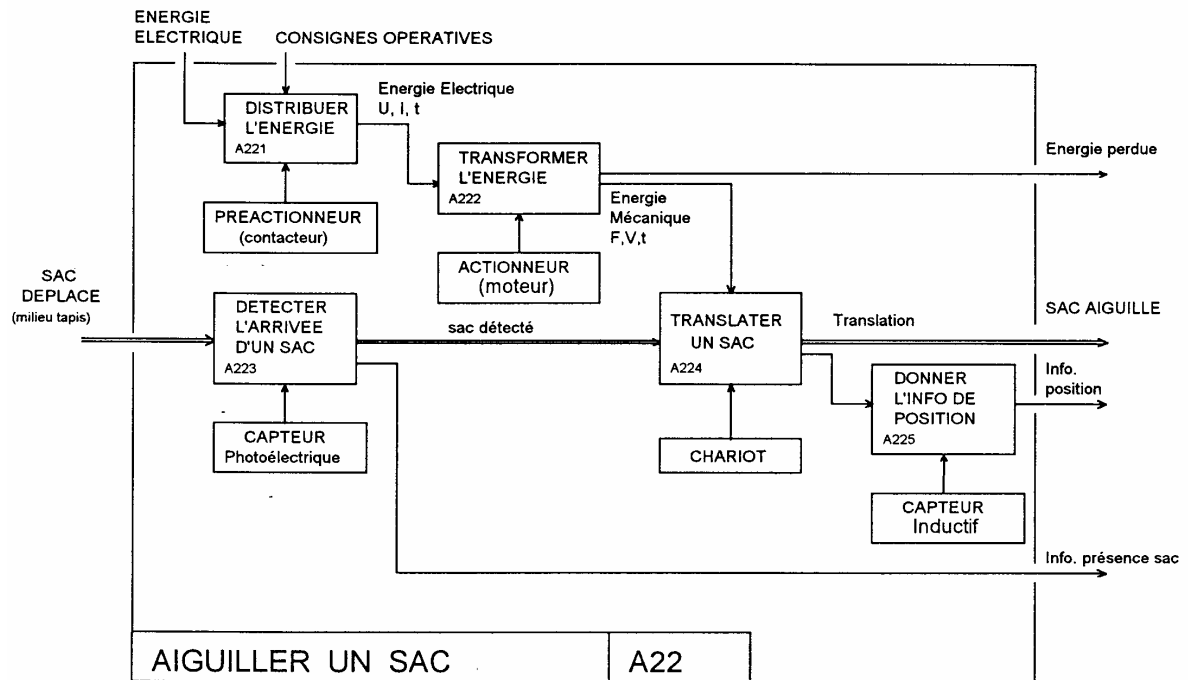 ENERGIE
ELECTRIQUE
CONSIGNES OPERATIVES
Energie Electrique
U, I, t
DISTRIBUER
L'ENERGIE
A221
TRANSFORMER
L'ENERGIE
A222
Energie perdue
PREACTIONNEUR
(contacteur)
Energie
Mécanique
F,V,t
ACTIONNEUR
(moteur)
SAC
DEPLACE
(milieu tapis)
DETECTER
L'ARRIVEE
D'UN SAC
A223
sac détecté
TRANSLATER
UN SAC
A224
Translation
SAC AIGUILLE
Info.
position
DONNER
L'INFO DE
POSITION
A225
CAPTEUR
Photoélectrique
CHARIOT
CAPTEUR
Inductif
Info. présence sac
AIGUILLER UN SAC
A22